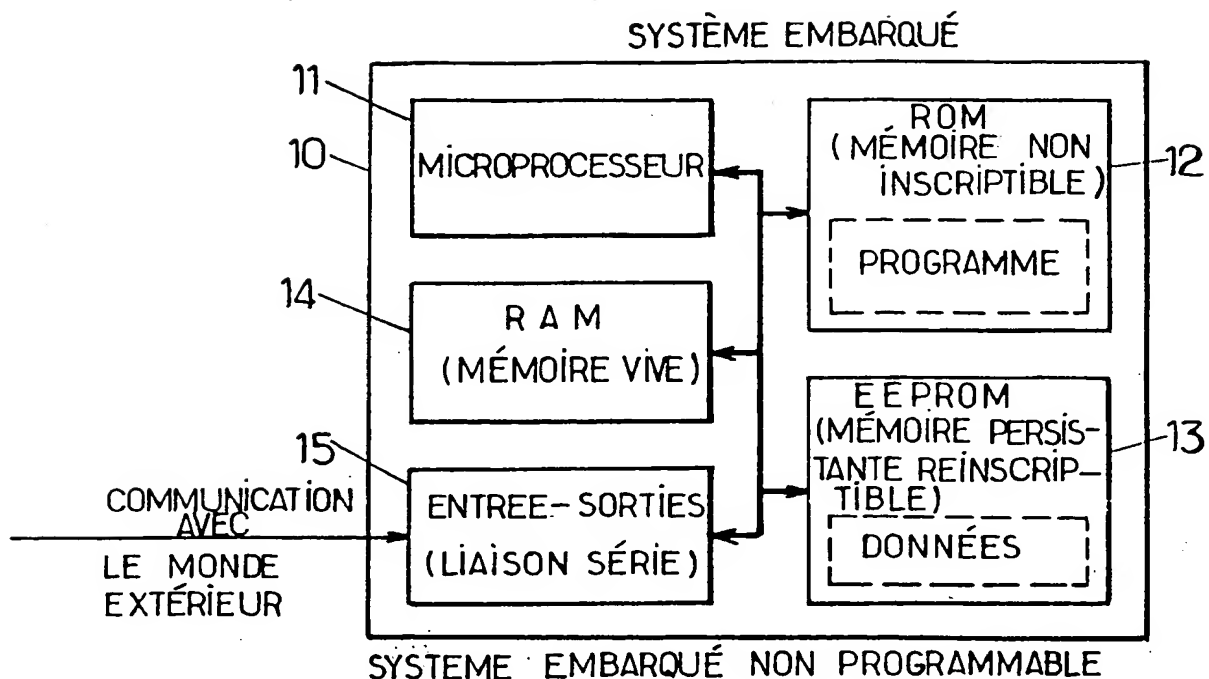 SYSTÈME EMBARQUÉ
11
10
MICROPROCESSEUR
ROM
(MÉMOIRE NON
INSCRIPTIBLE)
12
PROGRAMME
14
RAM
(MÉMOIRE VIVE)
EEPROM
(MÉMOIRE PERSIS-
TANTE REINSCRIP-
TIBLE)
13
DONNÉES
15
ENTREE-SORTIES
(LIAISON SÉRIE)
COMMUNICATION
AVEC
LE MONDE
EXTÉRIEUR
SYSTEME EMBARQUÉ NON PROGRAMMABLE